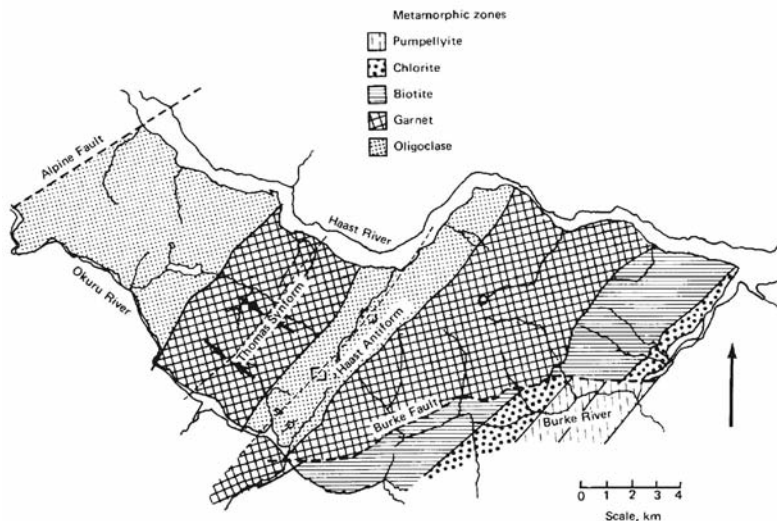 Metamorphic zones
Pumpellyite
Chlorite
Biotite
Garnet
Oligoclase
Alpine Fault
Haast River
Okuru River
Thomas Synform
Haast Antiform
Burke Fault
Burke River
0 1 2 3 4
Scale, km